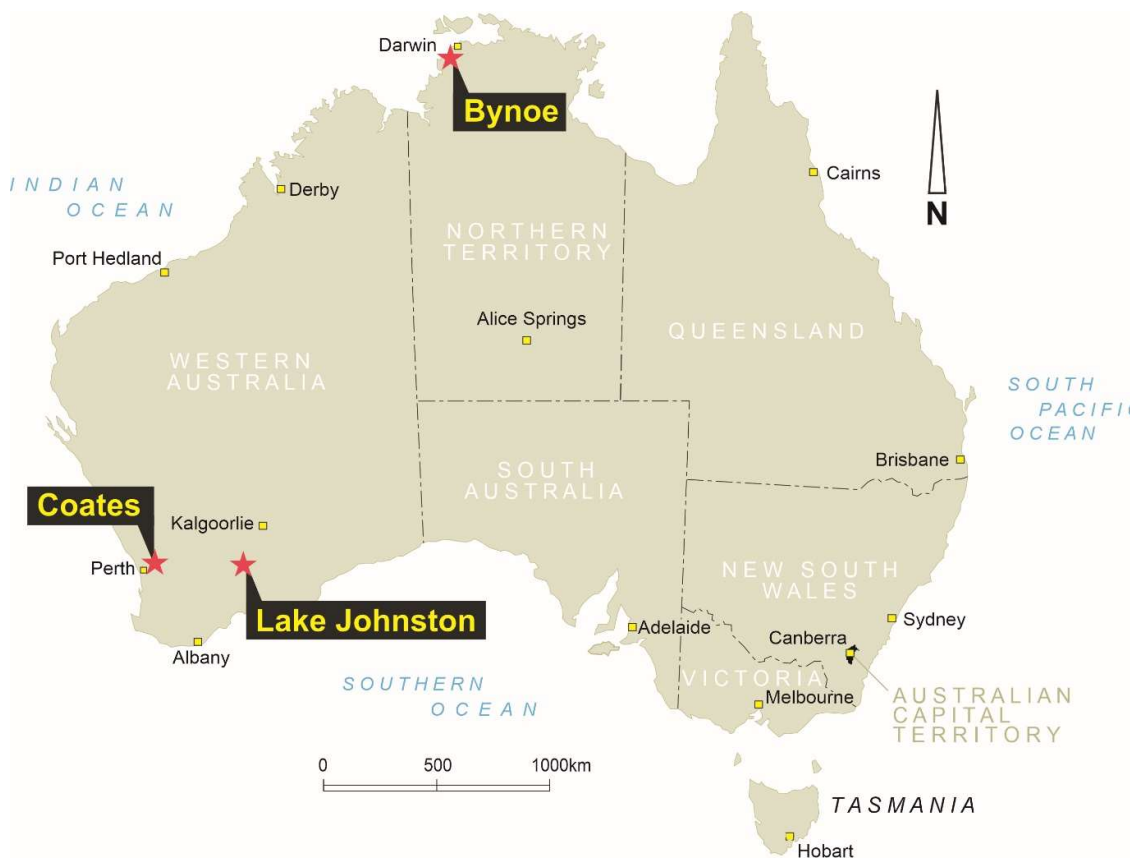 Darwin
Bynoe
INDIAN
OCEAN
Derby
Cairns
N
Port Hedland
NORTHERN
TERRITORY
Alice Springs
QUEENSLAND
WESTERN
AUSTRALIA
SOUTH
PACIFIC
OCEAN
Brisbane
SOUTH
AUSTRALIA
Coates
Kalgoorlie
Perth
Lake Johnston
NEW SOUTH
WALES
Sydney
Adelaide
Canberra
Albany
VICTORIA
Melbourne
SOUTHERN
OCEAN
AUSTRALIAN
CAPITAL
TERRITORY
0 500 1000km
TASMANIA
Hobart